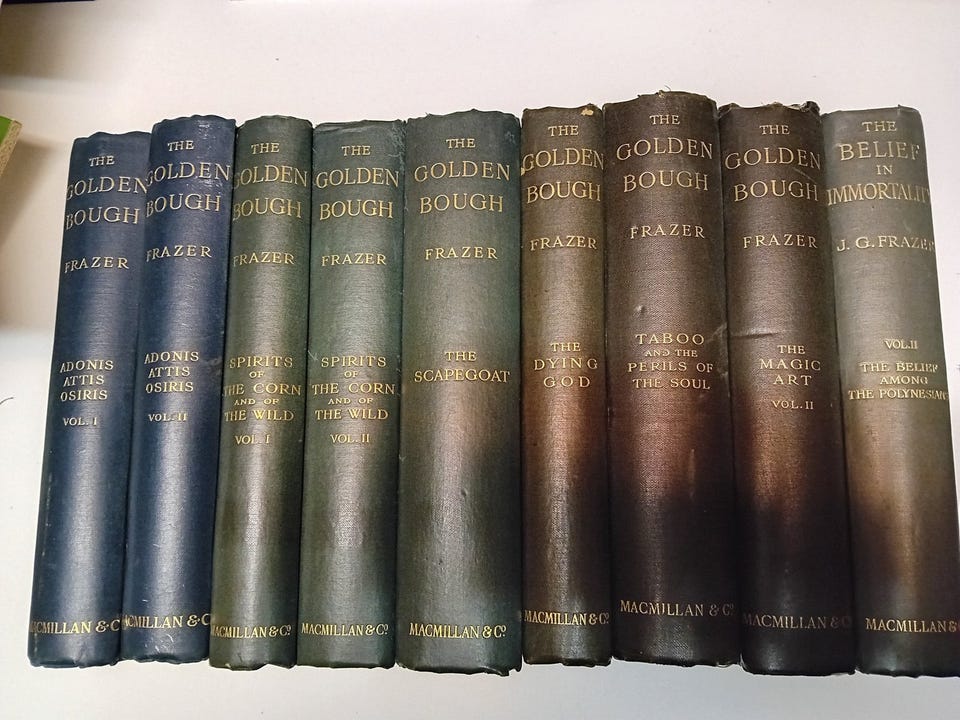 THE
GOLDEN
BOUGH
FRAZER
ADONIS
ATTIS
OSIRIS
VOL. I
MACMILLAN & Co
THE
GOLDEN
BOUGH
FRAZER
ADONIS
ATTIS
OSIRIS
VOL. II
MACMILLAN & Co
THE
GOLDEN
BOUGH
FRAZER
SPIRITS
OF
THE CORN
AND OF
THE WILD
VOL. I
MACMILLAN & Co
THE
GOLDEN
BOUGH
FRAZER
SPIRITS
OF
THE CORN
AND OF
THE WILD
VOL. II
MACMILLAN & Co
THE
GOLDEN
BOUGH
FRAZER
THE
SCAPEGOAT
MACMILLAN & Co
THE
GOLDEN
BOUGH
FRAZER
THE
DYING
GOD
MACMILLAN & Co
THE
GOLDEN
BOUGH
FRAZER
TABOO
AND THE
PERILS OF
THE SOUL
MACMILLAN & Co
THE
GOLDEN
BOUGH
FRAZER
THE
MAGIC
ART
VOL. II
MACMILLAN & Co
THE
BELIEF
IN
IMMORTALITY
J. G. FRAZER
VOL. II
THE BELIEF
AMONG
THE POLYNESIANS
MACMILLAN &